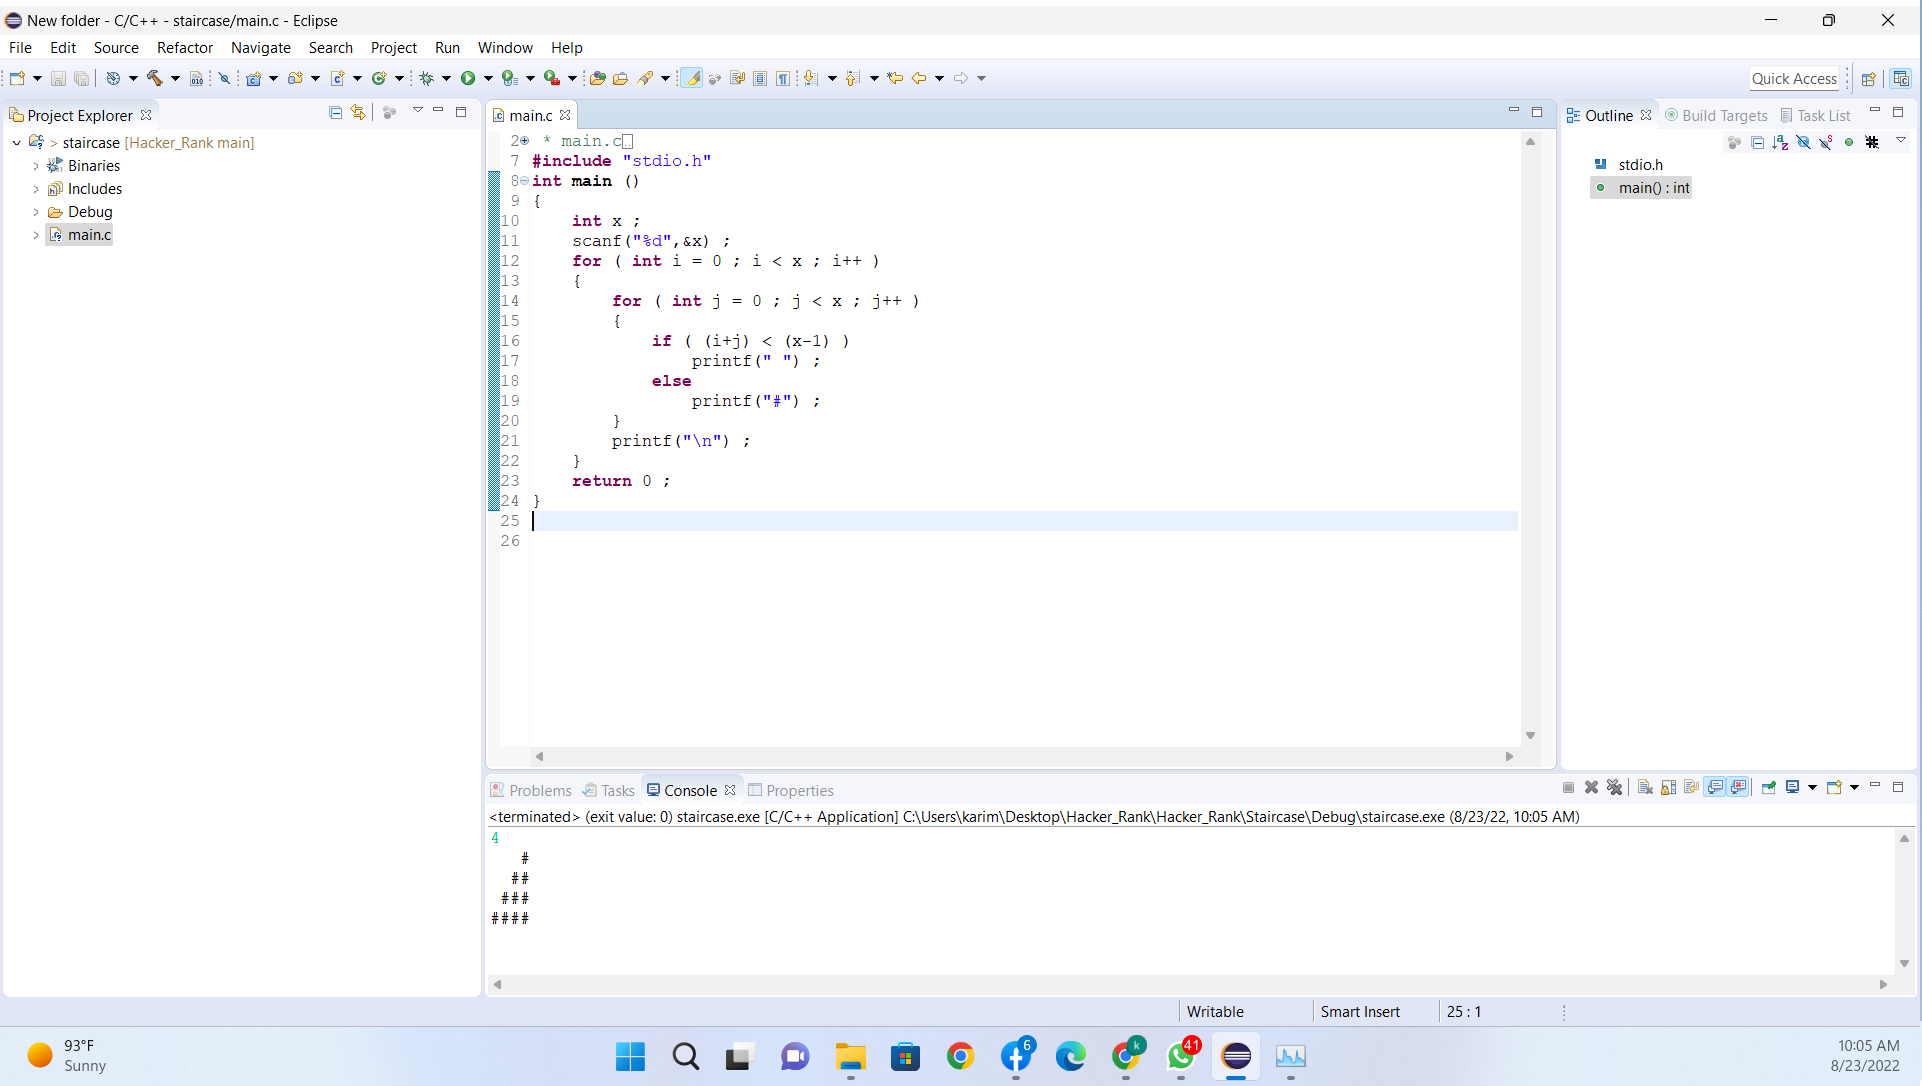 New folder - C/C++ - staircase/main.c - Eclipse
File Edit Source Refactor Navigate Search Project Run Window Help
Quick Access
Project Explorer
> staircase [Hacker_Rank main]
Binaries
Includes
Debug
main.c
main.c
2 * main.c
7 #include "stdio.h"
8 int main ()
9 {
10     int x ;
11     scanf("%d",&x) ;
12     for ( int i = 0 ; i < x ; i++ )
13     {
14         for ( int j = 0 ; j < x ; j++ )
15         {
16             if ( (i+j) < (x-1) )
17                 printf(" ") ;
18             else
19                 printf("#") ;
20         }
21         printf("\n") ;
22     }
23     return 0 ;
24 }
25
26
Outline Build Targets Task List
stdio.h
main() : int
Problems Tasks Console Properties
<terminated> (exit value: 0) staircase.exe [C/C++ Application] C:\Users\karim\Desktop\Hacker_Rank\Hacker_Rank\Staircase\Debug\staircase.exe (8/23/22, 10:05 AM)
4
   #
  ##
 ###
####
Writable Smart Insert 25 : 1
93°F
Sunny
6
k
41
10:05 AM
8/23/2022